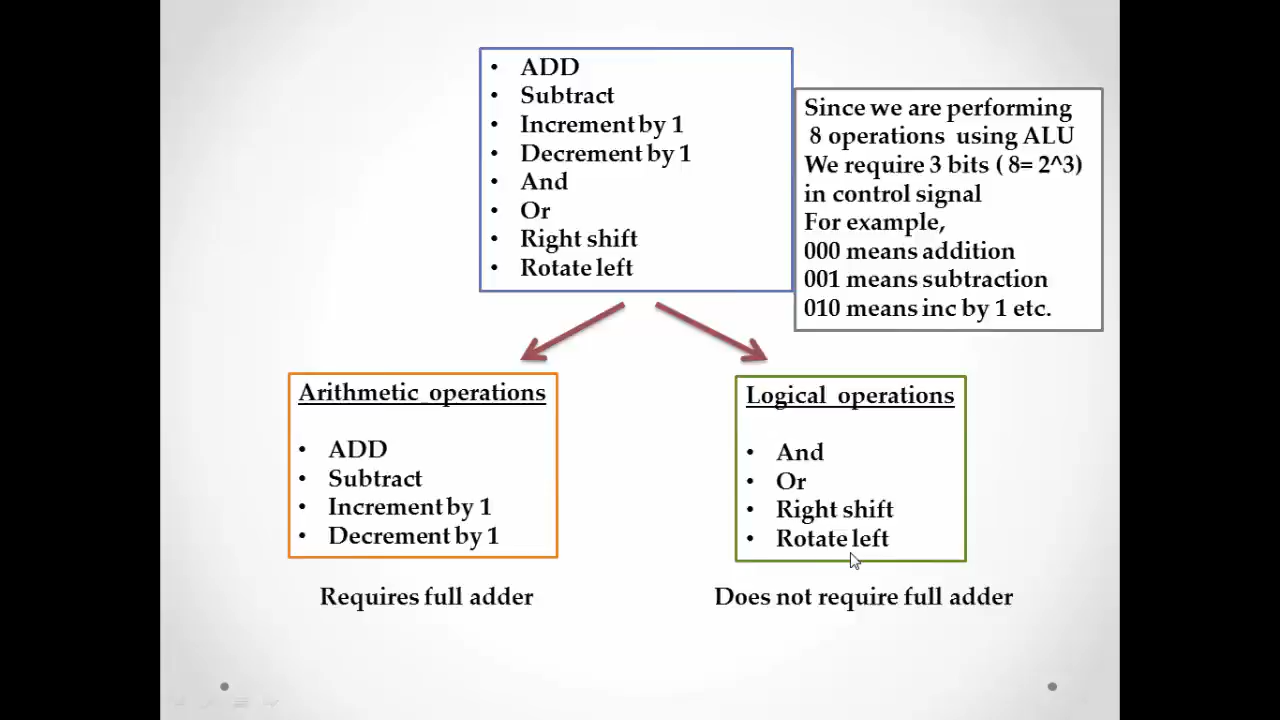 • ADD
• Subtract
• Increment by 1
• Decrement by 1
• And
• Or
• Right shift
• Rotate left
Since we are performing
8 operations using ALU
We require 3 bits ( 8= 2^3)
in control signal
For example,
000 means addition
001 means subtraction
010 means inc by 1 etc.
Arithmetic operations
• ADD
• Subtract
• Increment by 1
• Decrement by 1
Requires full adder
Logical operations
• And
• Or
• Right shift
• Rotate left
Does not require full adder